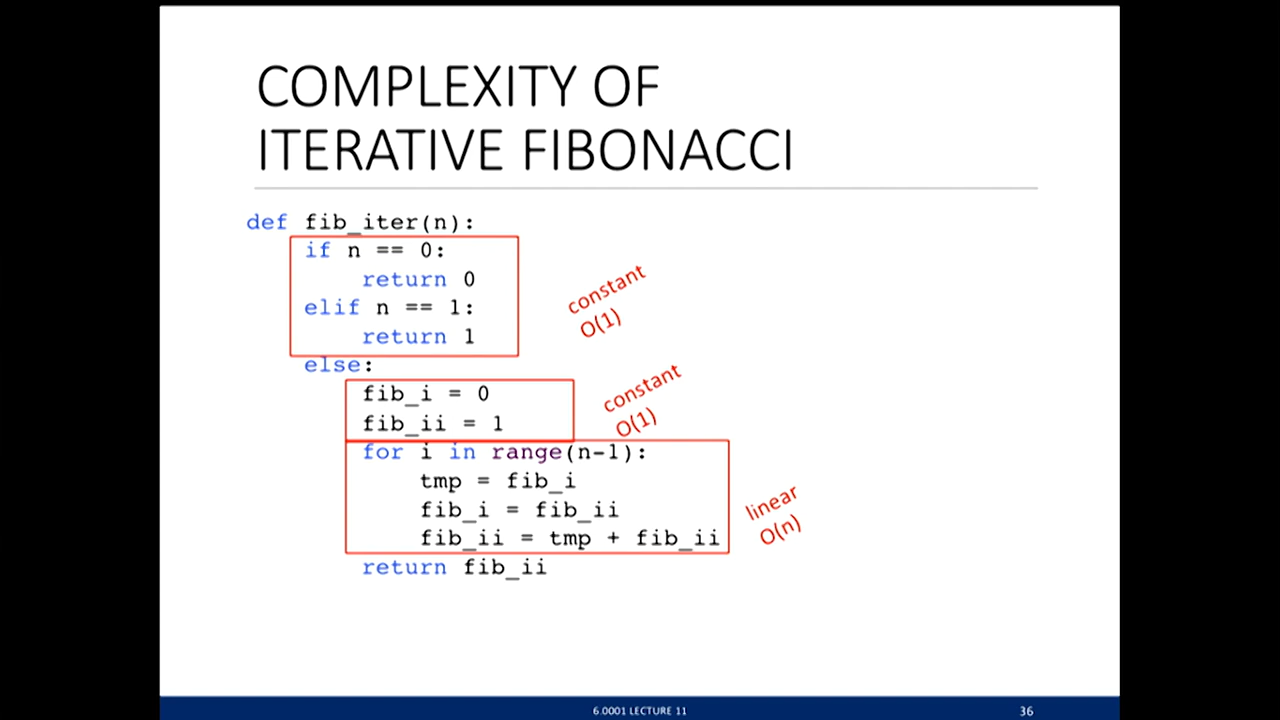 COMPLEXITY OF
ITERATIVE FIBONACCI
def fib_iter(n):
    if n == 0:
        return 0
    elif n == 1:
        return 1
constant
O(1)
    else:
        fib_i = 0
        fib_ii = 1
constant
O(1)
        for i in range(n-1):
            tmp = fib_i
            fib_i = fib_ii
            fib_ii = tmp + fib_ii
linear
O(n)
        return fib_ii
6.0001 LECTURE 11
36